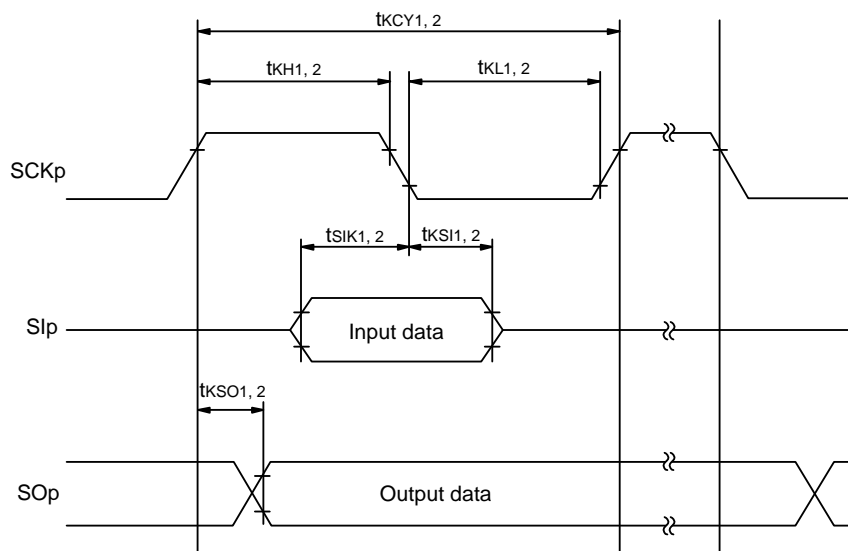 tKCY1, 2
tKH1, 2
tKL1, 2
SCKp
tSIK1, 2
tKSI1, 2
SIp
Input data
tKSO1, 2
SOp
Output data